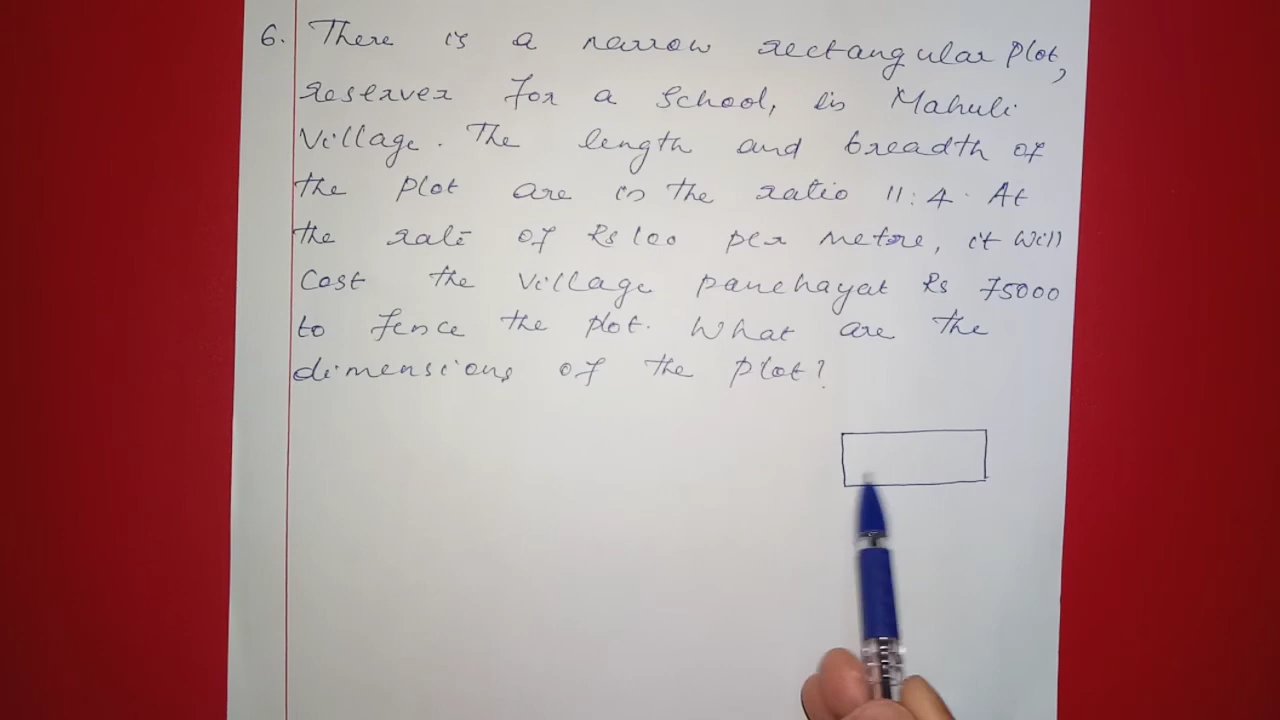 6. There is a narrow rectangular plot,
reserver for a school, in Mahuli
Village. The length and breadth of
the plot are in the ratio 11:4. At
the rate of Rs 100 per metre, it will
cost the village panchayat Rs 75000
to fence the plot. What are the
dimensions of the plot?